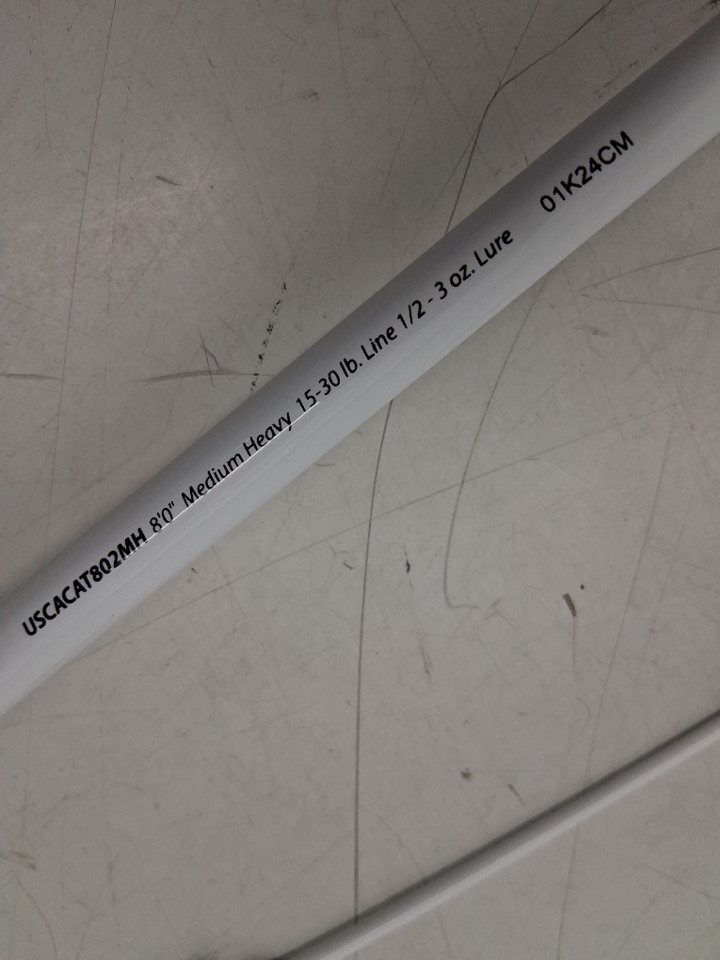 USCACAT802MH 8'0" Medium Heavy 15-30 lb. Line 1/2 - 3 oz. Lure 01K24CM